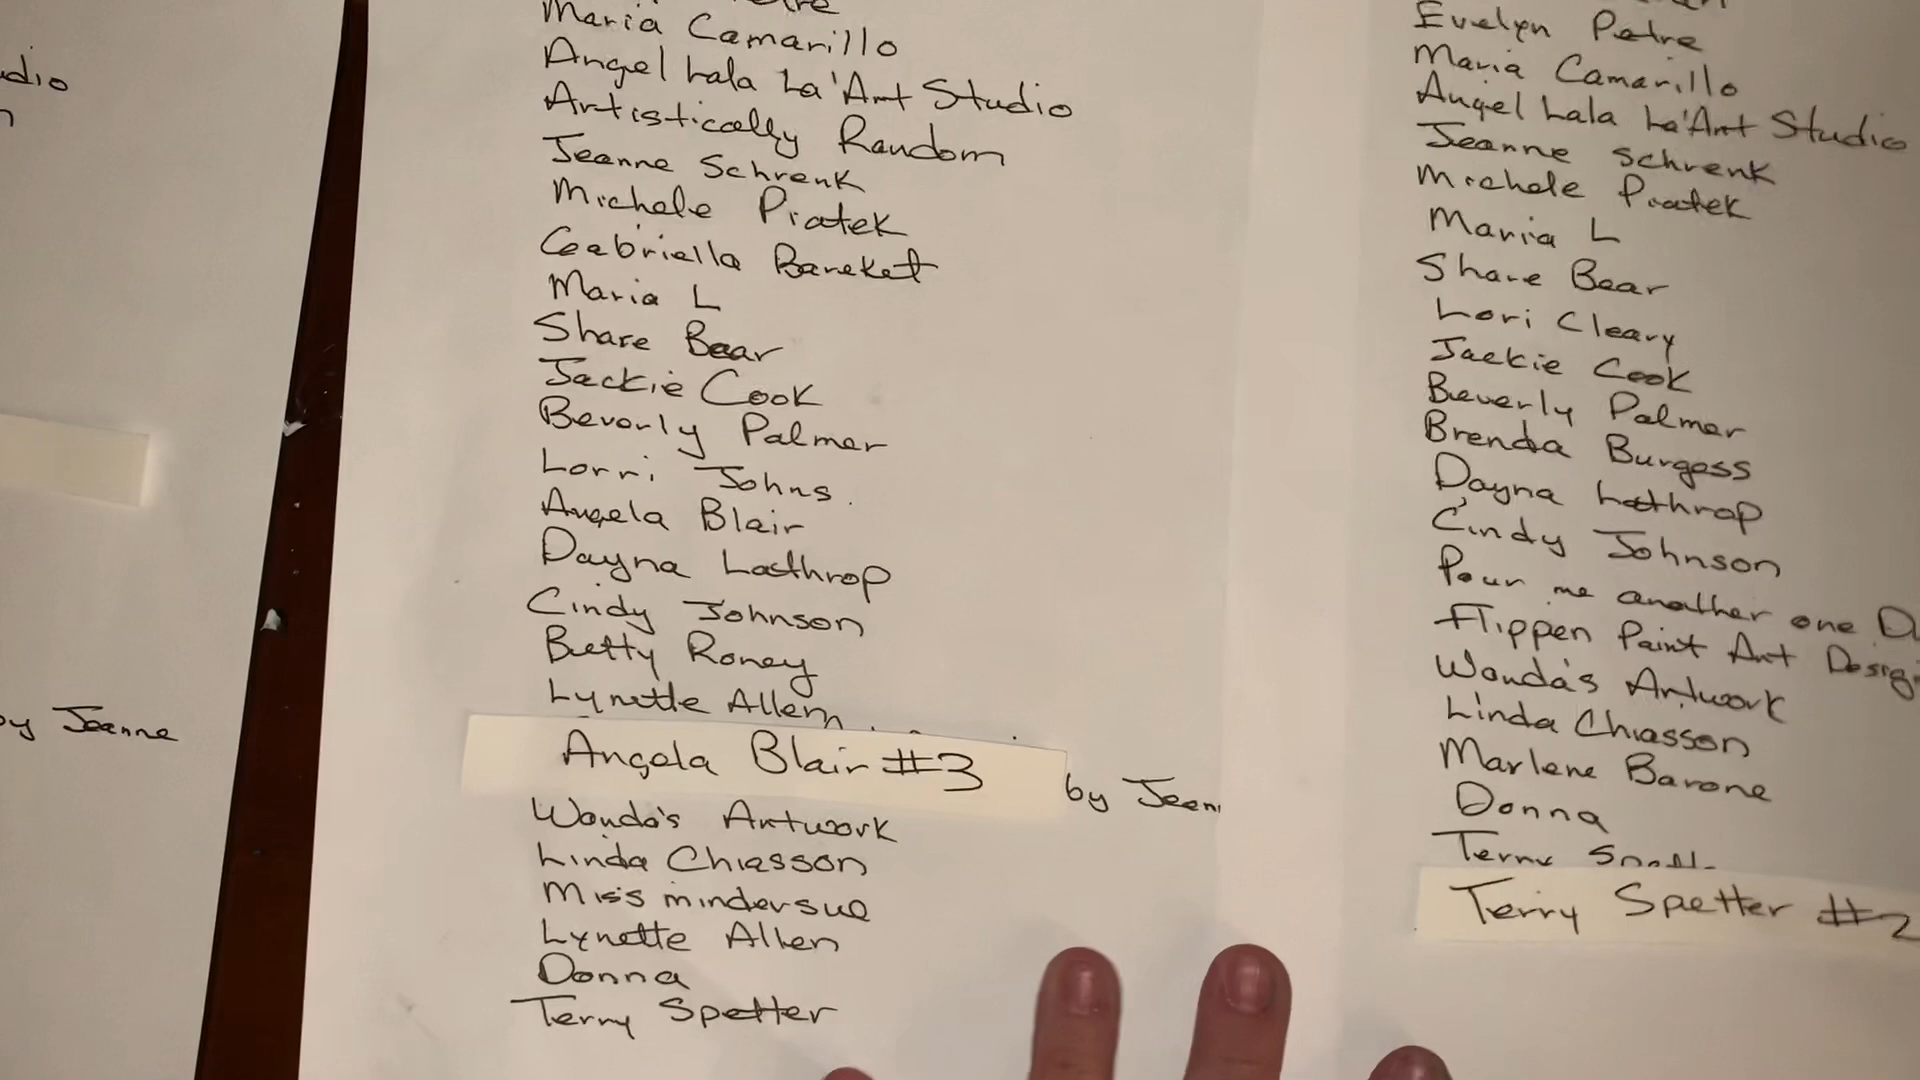 udio
by Jeanne
Maria Camarillo
Angel Lala La'Art Studio
Artistically Random
Jeanne Schrenk
Michele Piatek
Gabriella Bareket
Maria L
Share Bear
Jackie Cook
Beverly Palmer
Lorri Johns.
Angela Blair
Dayna Lathrop
Cindy Johnson
Betty Roney
Lynette Allen
Angela Blair #3
by Jean
Wanda's Artwork
Linda Chiasson
Miss mindersue
Lynette Allen
Donna
Terry Spetter
Evelyn Petre
Maria Camarillo
Angel Lala La'Art Studio
Jeanne Schrenk
Michele Piatek
Maria L
Share Bear
Lori Cleary
Jackie Cook
Beverly Palmer
Brenda Burgess
Dayna Lathrop
Cindy Johnson
Pour me another one
Flippen Paint Art Design
Wanda's Artwork
Linda Chiasson
Marlene Barone
Donna
Terry
Terry Spetter #2